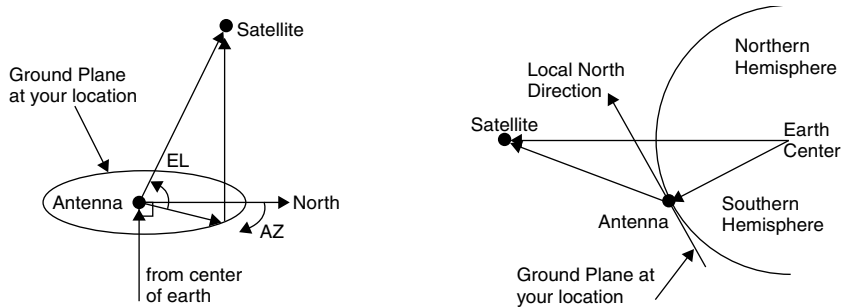 Satellite
Ground Plane
at your location
EL
Antenna
North
AZ
from center
of earth
Northern
Hemisphere
Local North
Direction
Satellite
Earth
Center
Southern
Hemisphere
Antenna
Ground Plane at
your location